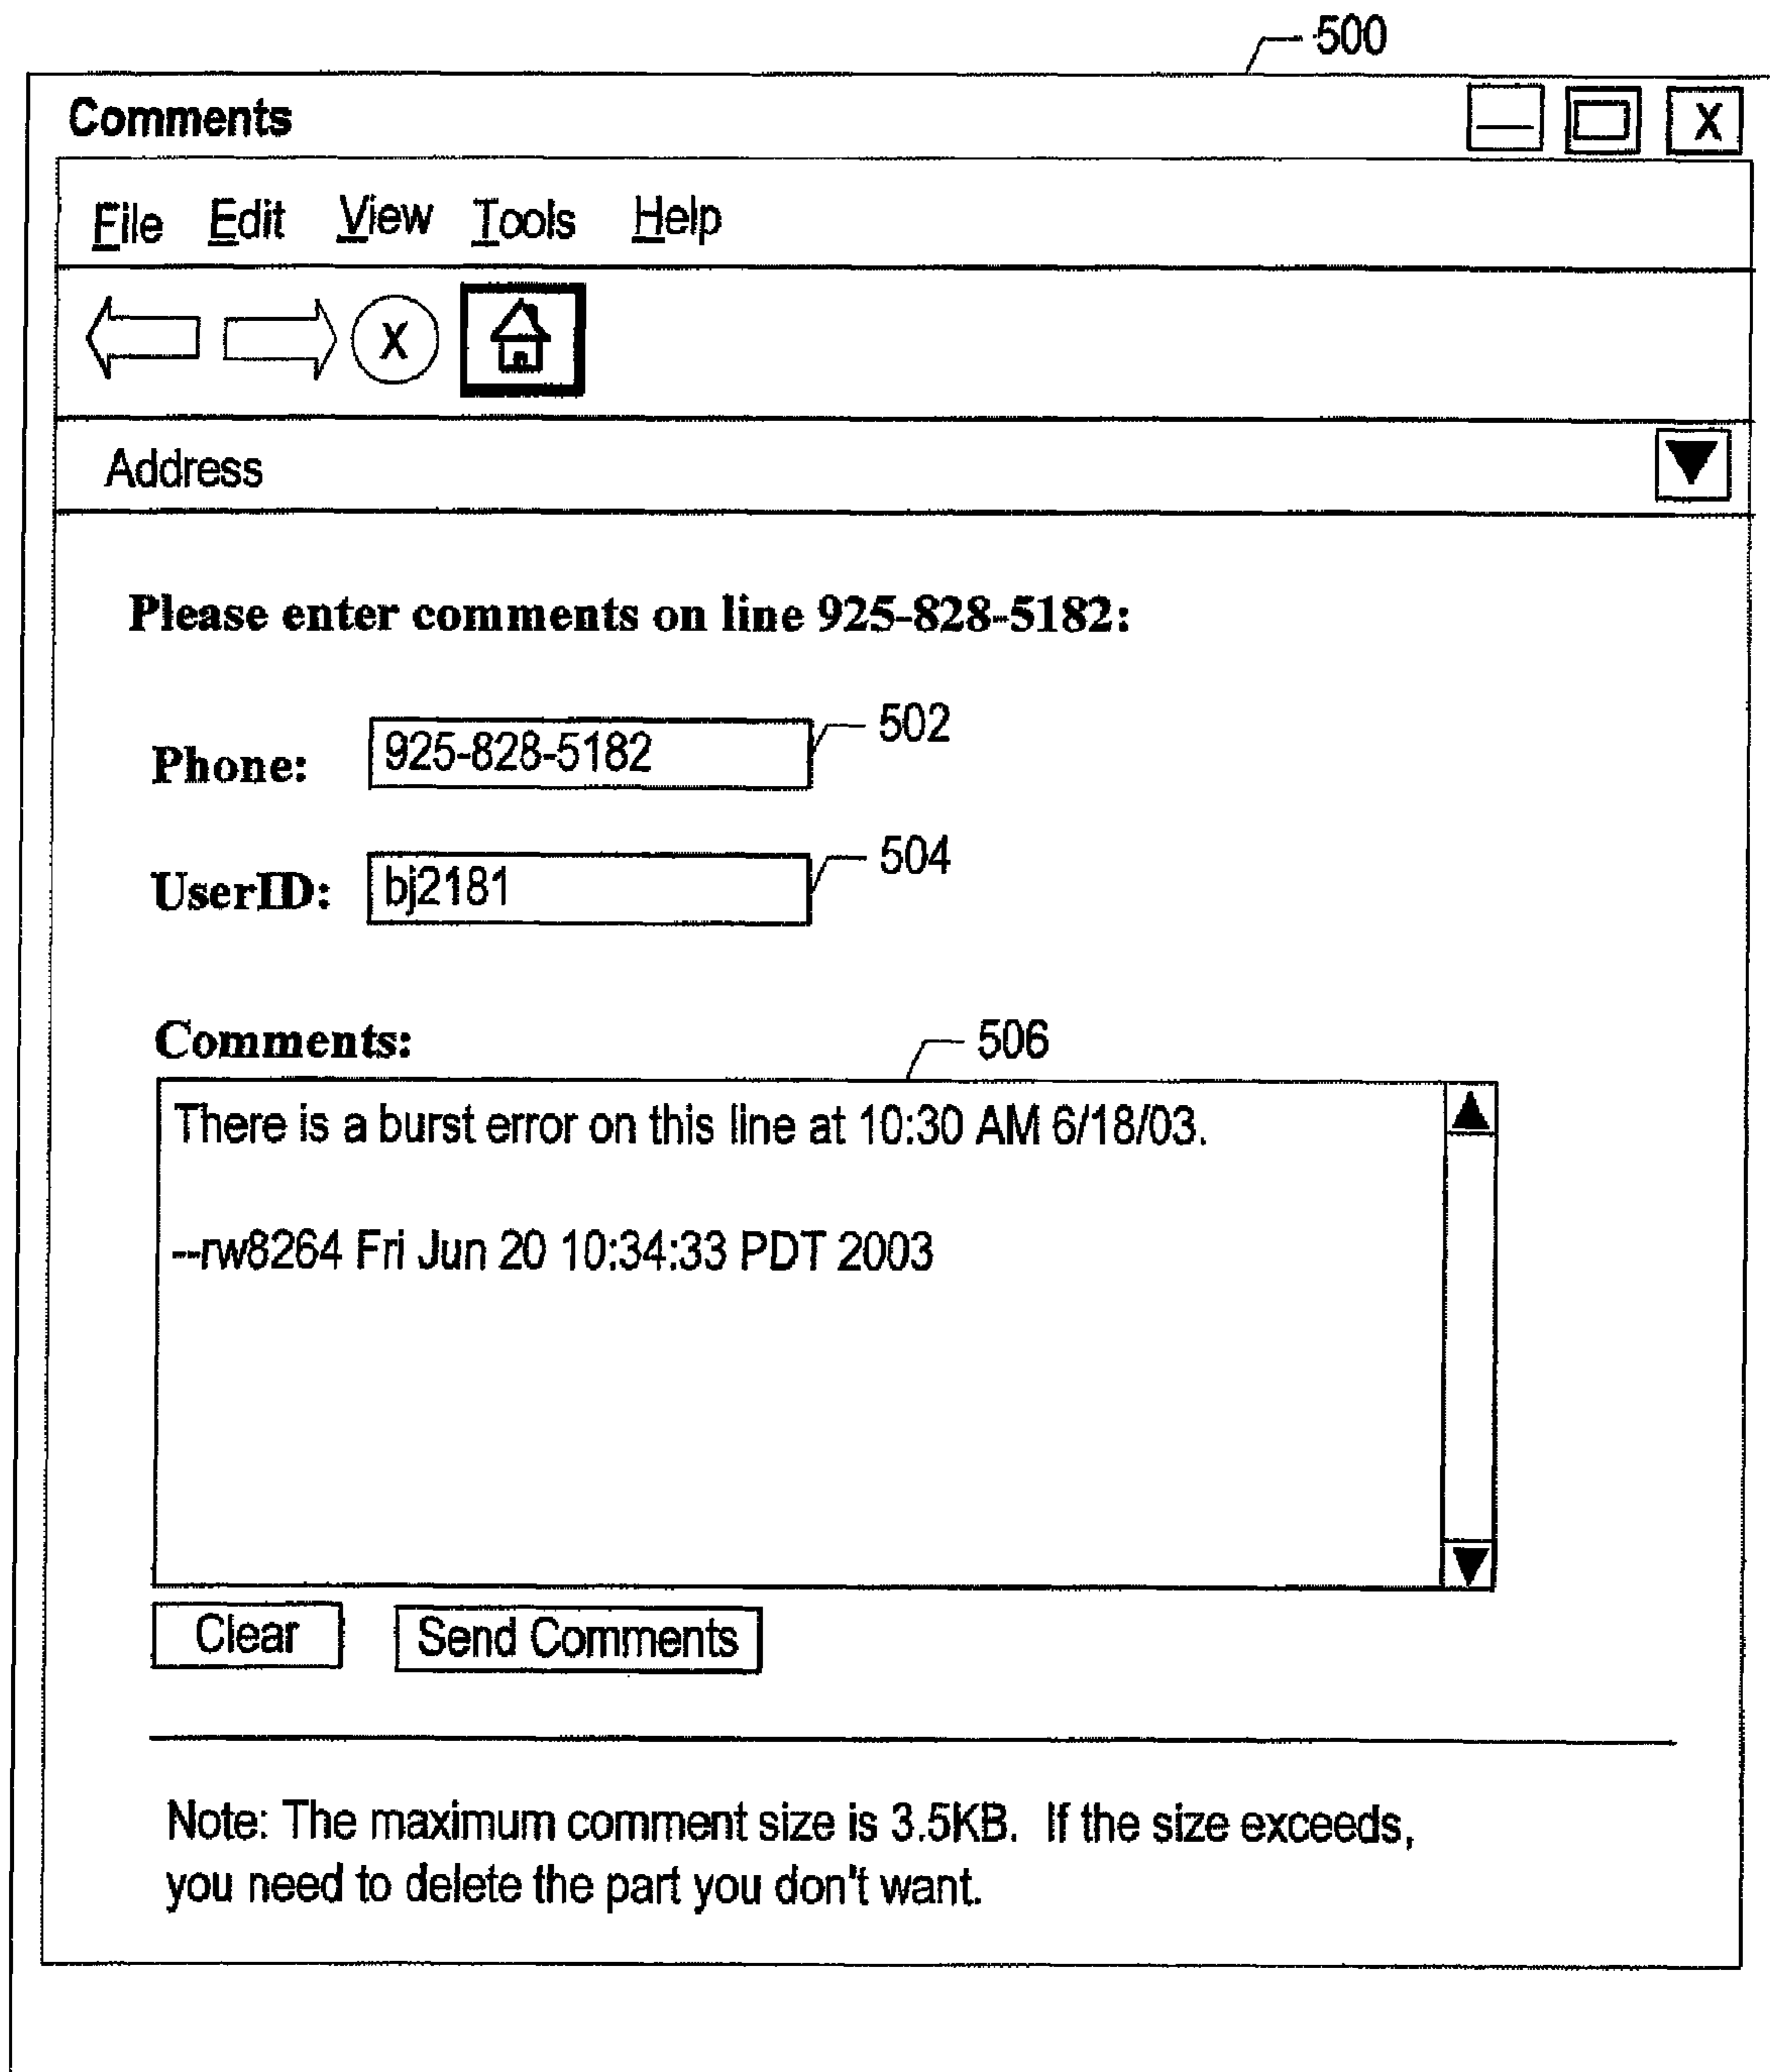 500
Comments
X
File Edit View Tools Help
X
Address
Please enter comments on line 925-828-5182:
Phone: 925-828-5182 502
UserID: bj2181 504
Comments: 506
There is a burst error on this line at 10:30 AM 6/18/03.
--rw8264 Fri Jun 20 10:34:33 PDT 2003
Clear Send Comments
Note: The maximum comment size is 3.5KB. If the size exceeds,
you need to delete the part you don't want.